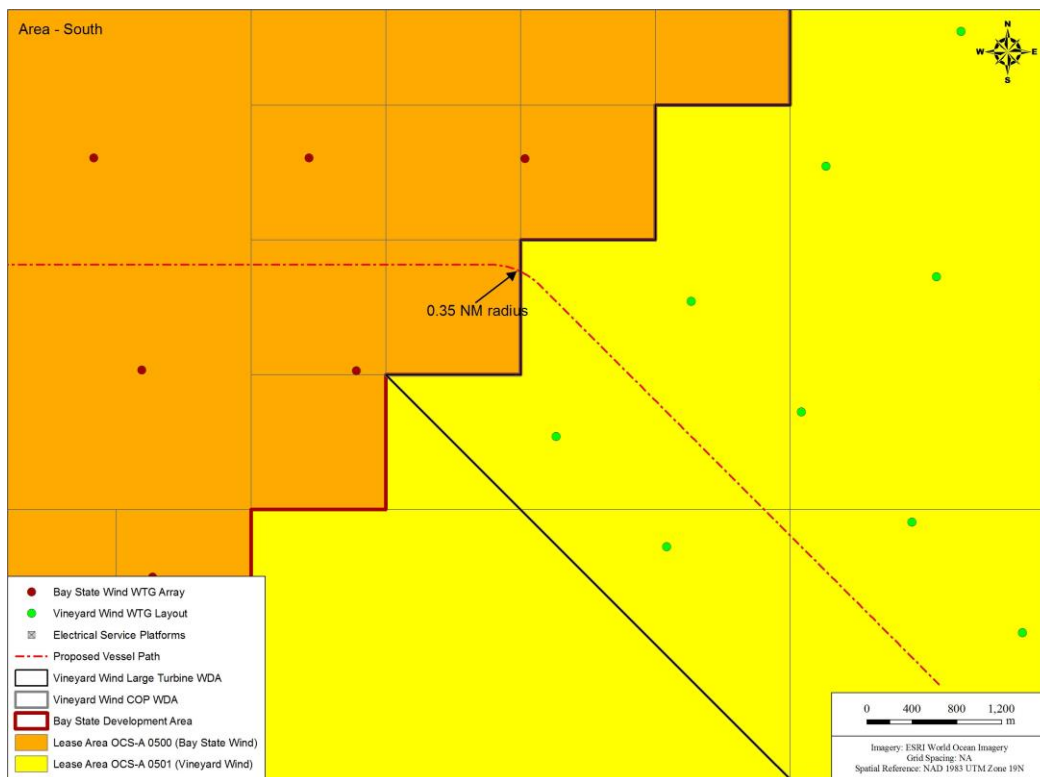 Area - South
N
W E
S
0.35 NM radius
Bay State Wind WTG Array
Vineyard Wind WTG Layout
Electrical Service Platforms
Proposed Vessel Path
Vineyard Wind Large Turbine WDA
Vineyard Wind COP WDA
Bay State Development Area
Lease Area OCS-A 0500 (Bay State Wind)
Lease Area OCS-A 0501 (Vineyard Wind)
0 400 800 1,200
m
Imagery: ESRI World Ocean Imagery
Grid Spacing: NA
Spatial Reference: NAD 1983 UTM Zone 19N